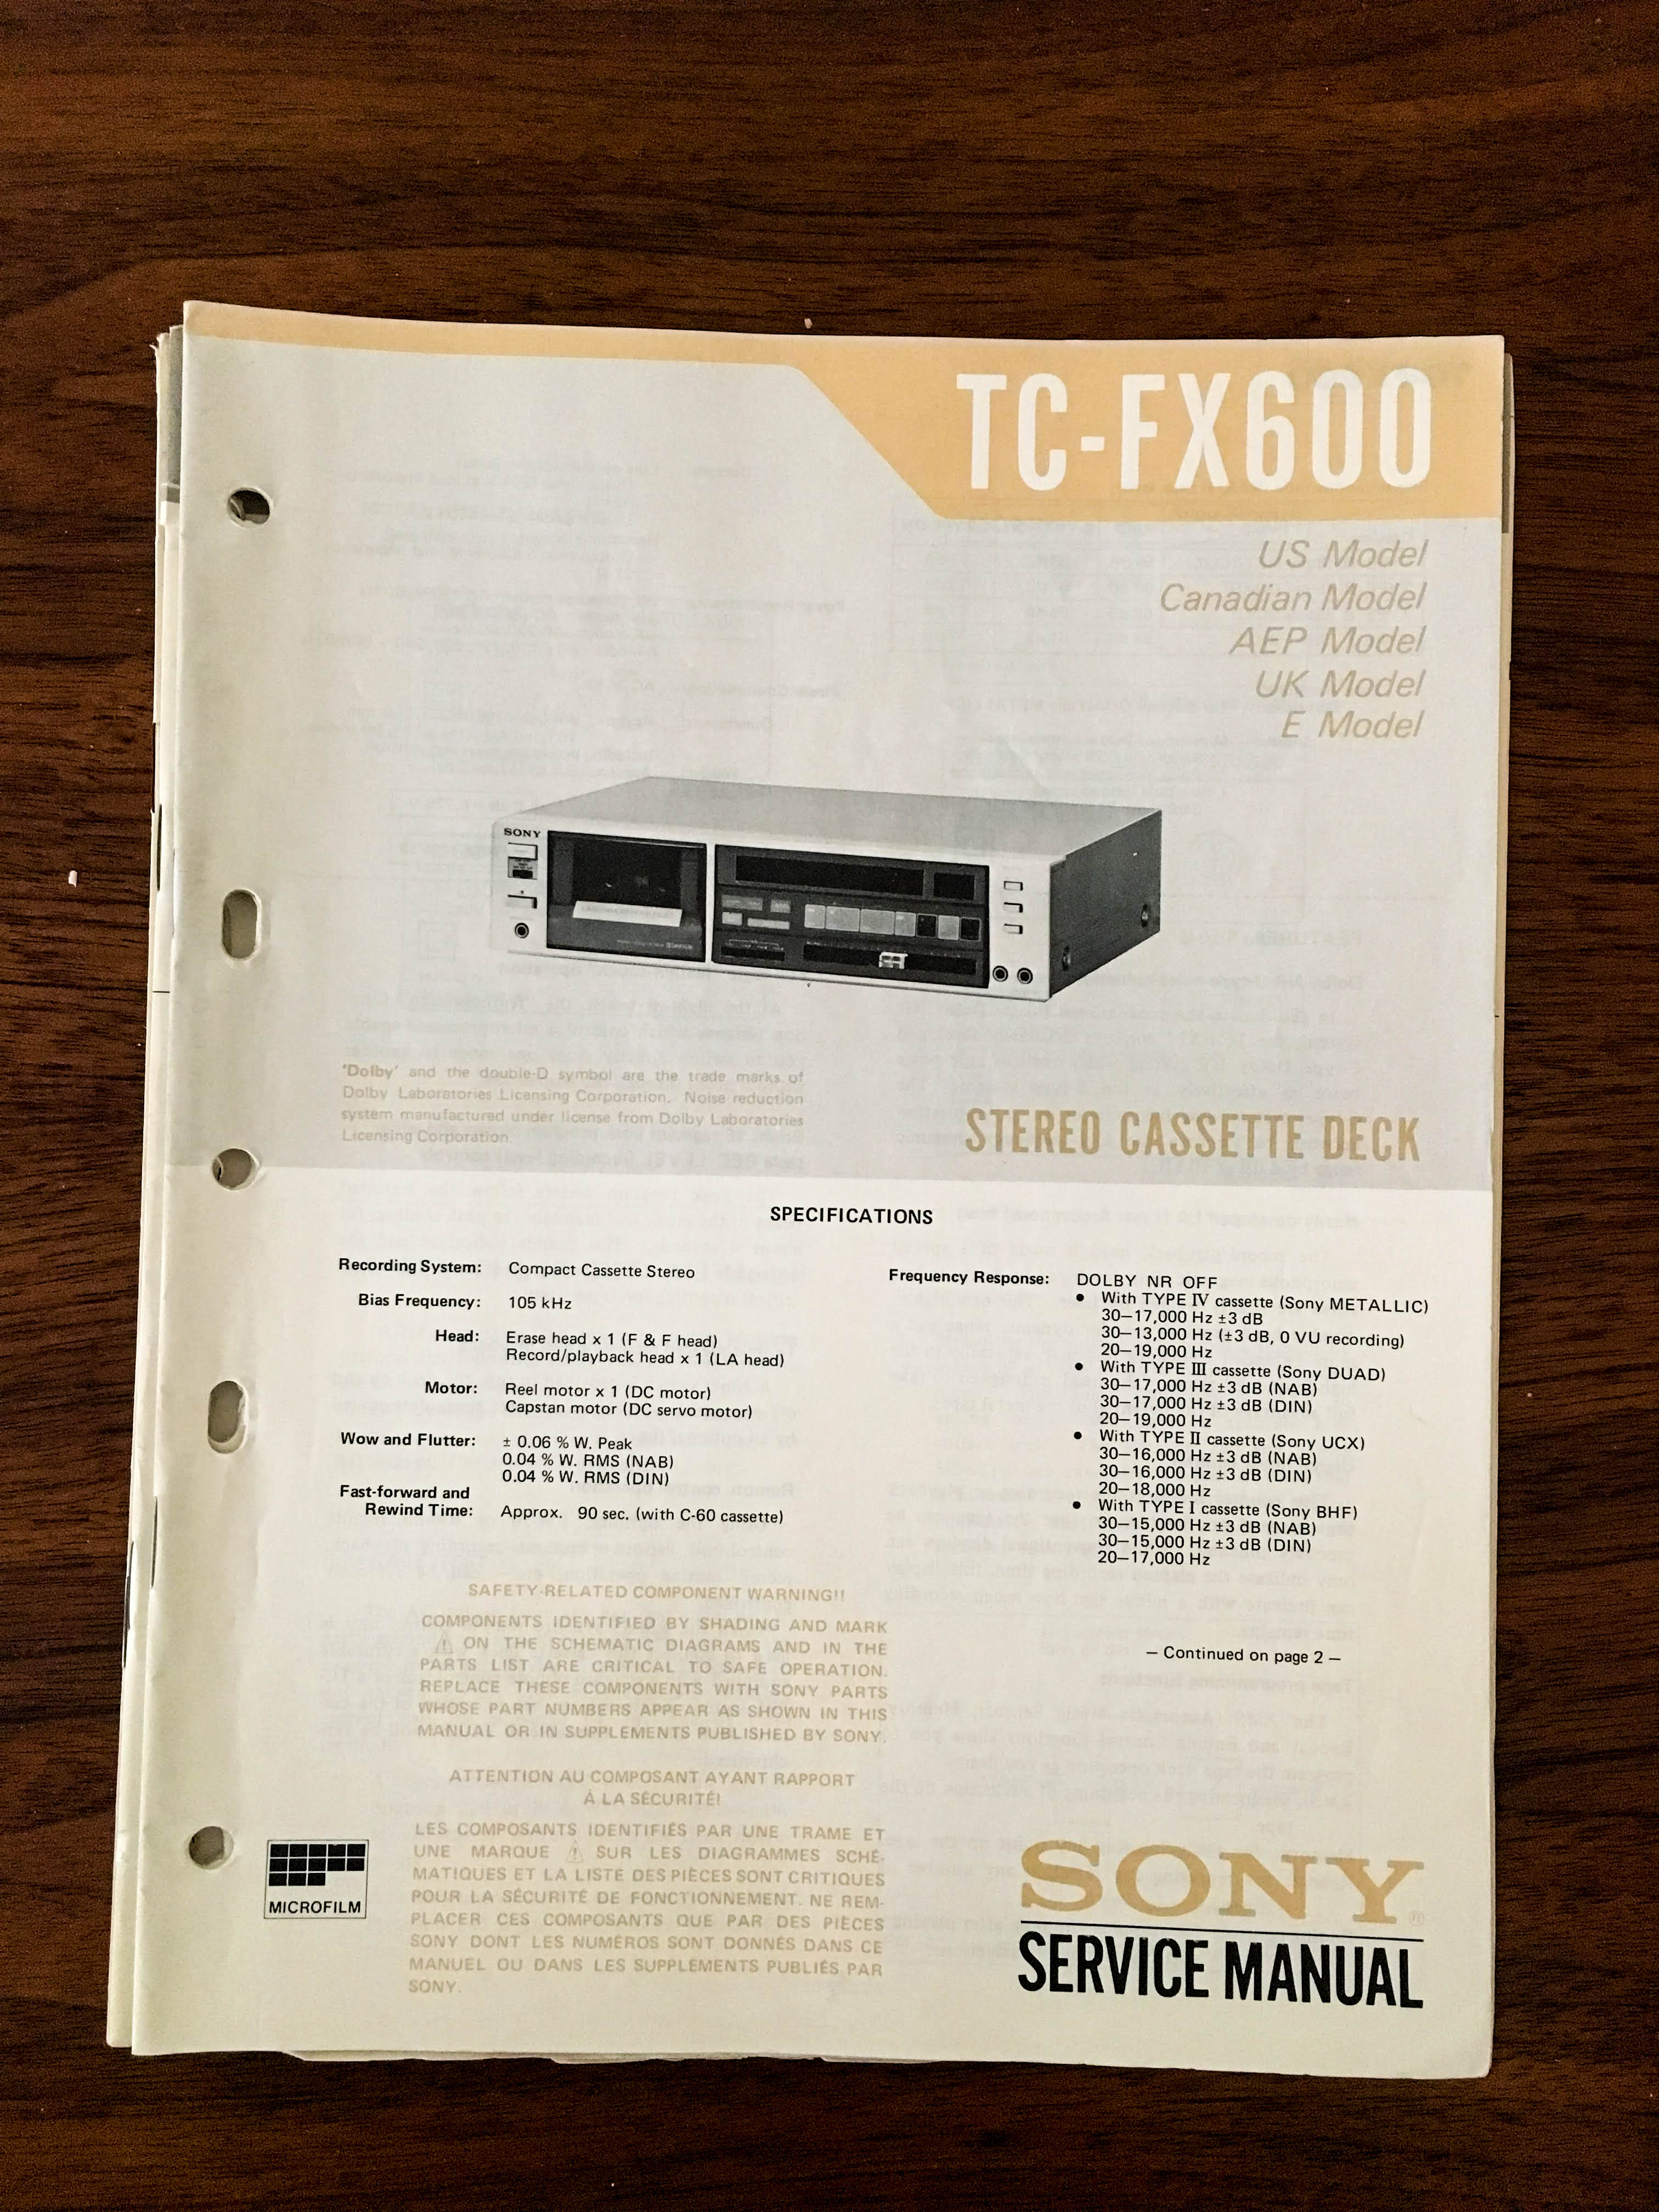 TC-FX600
US Model
Canadian Model
AEP Model
UK Model
E Model
SONY
'Dolby' and the double-D symbol are the trade marks of
Dolby Laboratories Licensing Corporation. Noise reduction
system manufactured under license from Dolby Laboratories
Licensing Corporation.
STEREO CASSETTE DECK
SPECIFICATIONS
Recording System: Compact Cassette Stereo
Bias Frequency: 105 kHz
Head: Erase head x 1 (F & F head)
Record/playback head x 1 (LA head)
Motor: Reel motor x 1 (DC motor)
Capstan motor (DC servo motor)
Wow and Flutter: ± 0.06 % W. Peak
0.04 % W. RMS (NAB)
0.04 % W. RMS (DIN)
Fast-forward and
Rewind Time: Approx. 90 sec. (with C-60 cassette)
Frequency Response: DOLBY NR OFF
• With TYPE IV cassette (Sony METALLIC)
30–17,000 Hz ±3 dB
30–13,000 Hz (±3 dB, 0 VU recording)
20–19,000 Hz
• With TYPE III cassette (Sony DUAD)
30–17,000 Hz ±3 dB (NAB)
30–17,000 Hz ±3 dB (DIN)
20–19,000 Hz
• With TYPE II cassette (Sony UCX)
30–16,000 Hz ±3 dB (NAB)
30–16,000 Hz ±3 dB (DIN)
20–18,000 Hz
• With TYPE I cassette (Sony BHF)
30–15,000 Hz ±3 dB (NAB)
30–15,000 Hz ±3 dB (DIN)
20–17,000 Hz
– Continued on page 2 –
SAFETY-RELATED COMPONENT WARNING!!
COMPONENTS IDENTIFIED BY SHADING AND MARK
⚠ ON THE SCHEMATIC DIAGRAMS AND IN THE
PARTS LIST ARE CRITICAL TO SAFE OPERATION.
REPLACE THESE COMPONENTS WITH SONY PARTS
WHOSE PART NUMBERS APPEAR AS SHOWN IN THIS
MANUAL OR IN SUPPLEMENTS PUBLISHED BY SONY.
ATTENTION AU COMPOSANT AYANT RAPPORT
À LA SÉCURITÉ!
LES COMPOSANTS IDENTIFIÉS PAR UNE TRAME ET
UNE MARQUE ⚠ SUR LES DIAGRAMMES SCHÉ-
MATIQUES ET LA LISTE DES PIÈCES SONT CRITIQUES
POUR LA SÉCURITÉ DE FONCTIONNEMENT. NE REM-
PLACER CES COMPOSANTS QUE PAR DES PIÈCES
SONY DONT LES NUMÉROS SONT DONNÉS DANS CE
MANUEL OU DANS LES SUPPLÉMENTS PUBLIÉS PAR
SONY.
MICROFILM
SONY®
SERVICE MANUAL